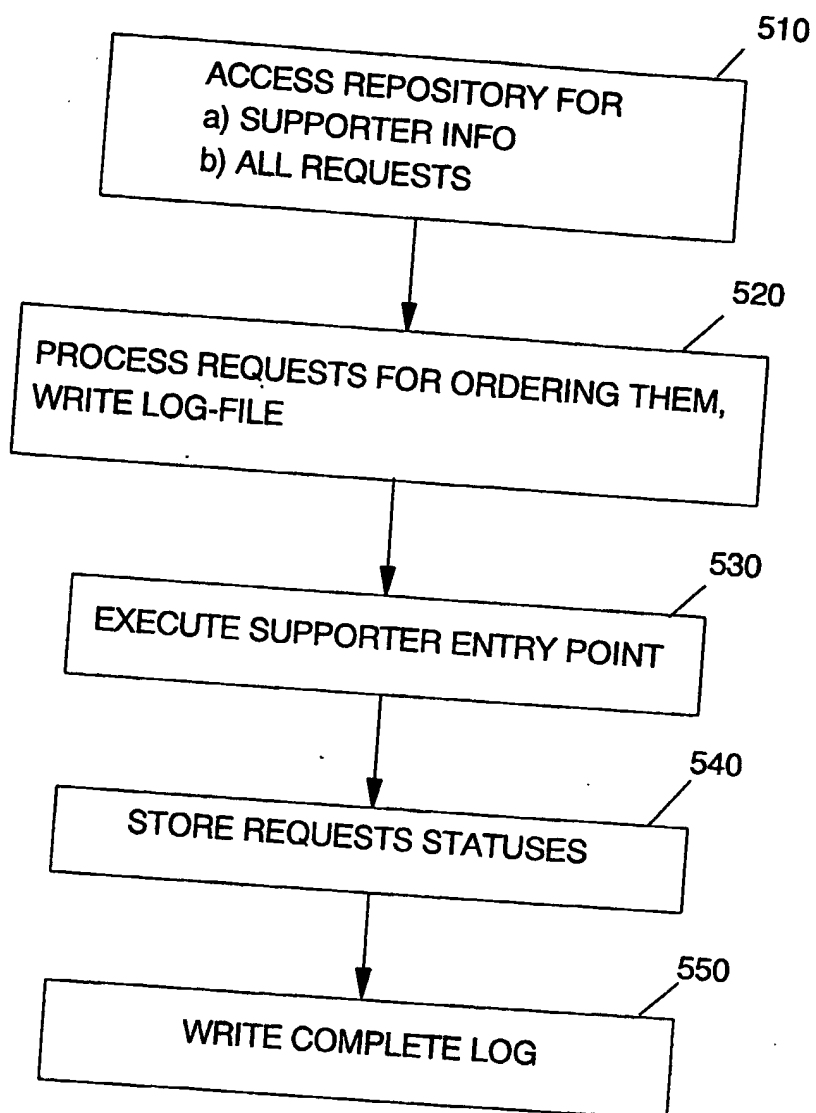 510
ACCESS REPOSITORY FOR
a) SUPPORTER INFO
b) ALL REQUESTS
520
PROCESS REQUESTS FOR ORDERING THEM,
WRITE LOG-FILE
530
EXECUTE SUPPORTER ENTRY POINT
540
STORE REQUESTS STATUSES
550
WRITE COMPLETE LOG